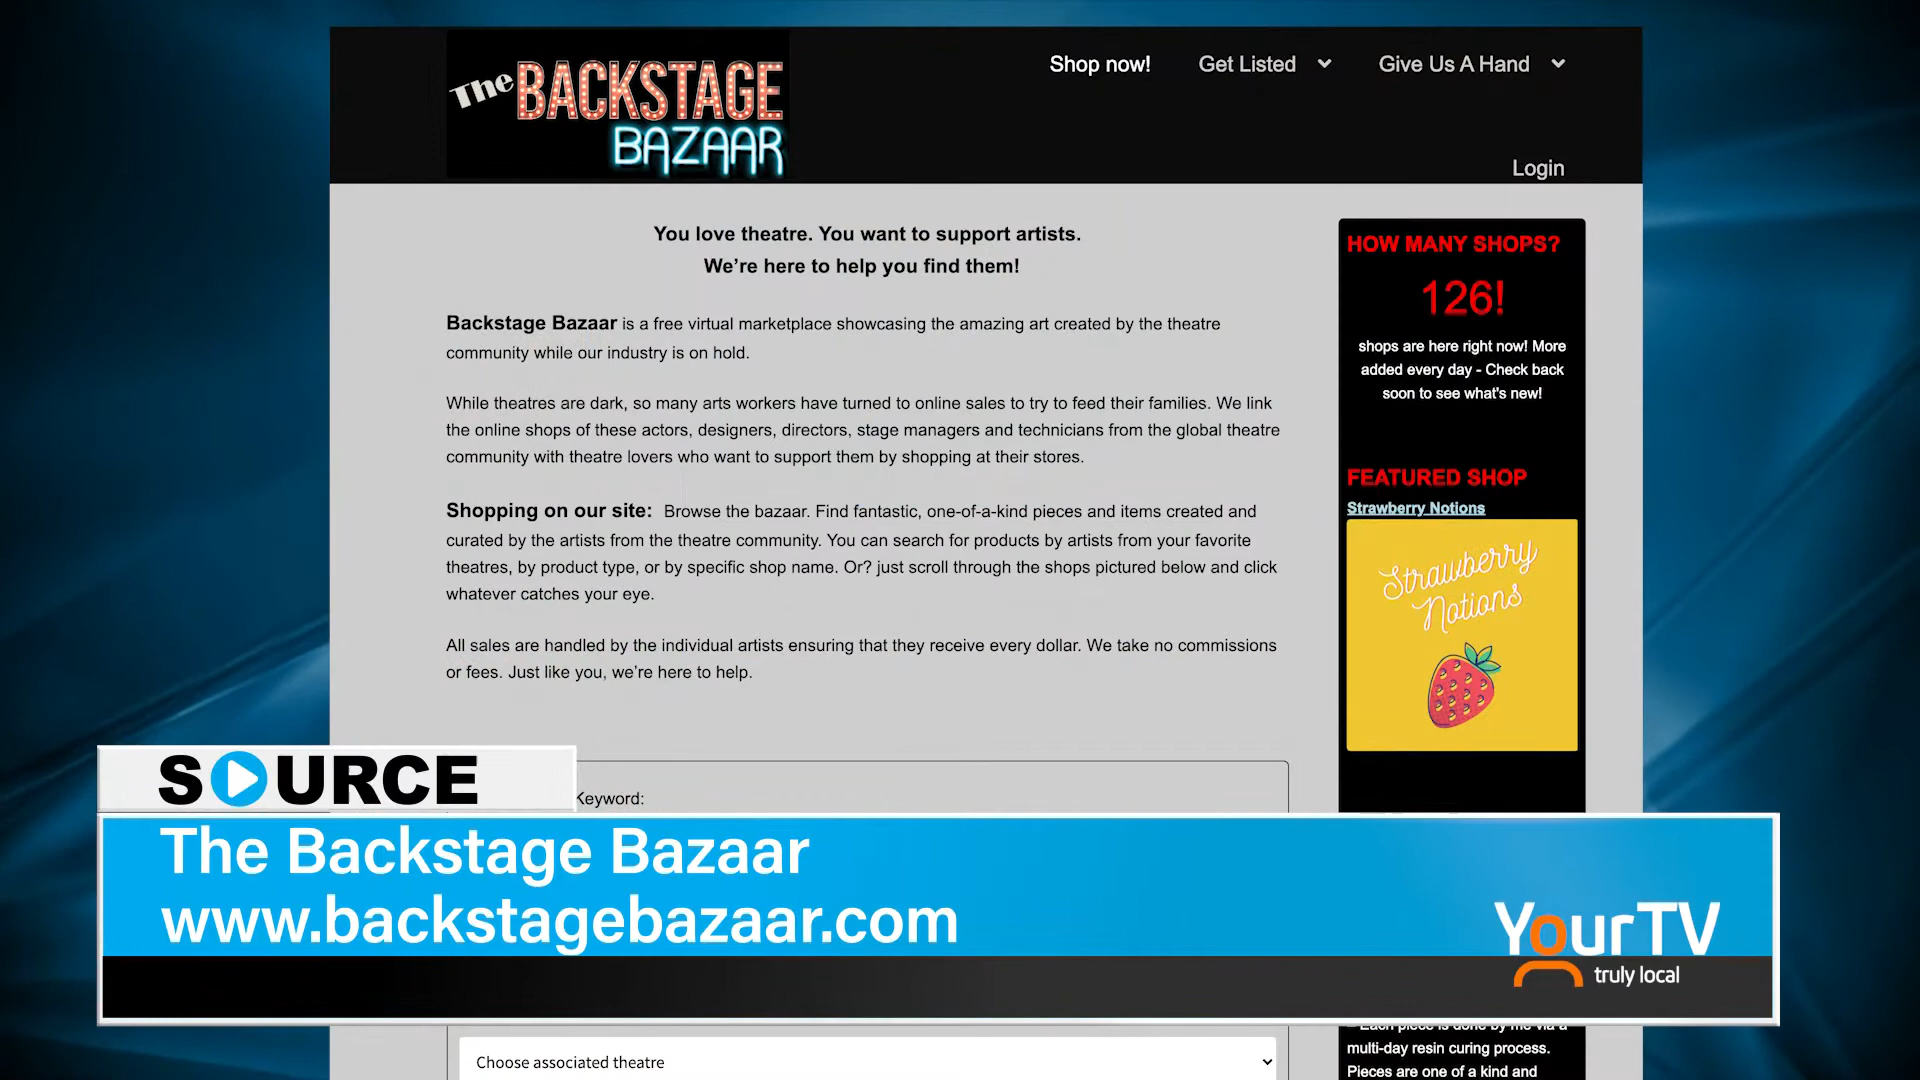 The BACKSTAGE
BAZAAR
Shop now!
Get Listed
Give Us A Hand
Login
You love theatre. You want to support artists.
We’re here to help you find them!
Backstage Bazaar is a free virtual marketplace showcasing the amazing art created by the theatre
community while our industry is on hold.
While theatres are dark, so many arts workers have turned to online sales to try to feed their families. We link
the online shops of these actors, designers, directors, stage managers and technicians from the global theatre
community with theatre lovers who want to support them by shopping at their stores.
Shopping on our site: Browse the bazaar. Find fantastic, one-of-a-kind pieces and items created and
curated by the artists from the theatre community. You can search for products by artists from your favorite
theatres, by product type, or by specific shop name. Or? just scroll through the shops pictured below and click
whatever catches your eye.
All sales are handled by the individual artists ensuring that they receive every dollar. We take no commissions
or fees. Just like you, we’re here to help.
HOW MANY SHOPS?
126!
shops are here right now! More
added every day - Check back
soon to see what's new!
FEATURED SHOP
Strawberry Notions
Strawberry
Notions
Keyword:
SOURCE
The Backstage Bazaar
www.backstagebazaar.com
YourTV
truly local
Each piece is done by me via a
multi-day resin curing process.
Pieces are one of a kind and
Choose associated theatre